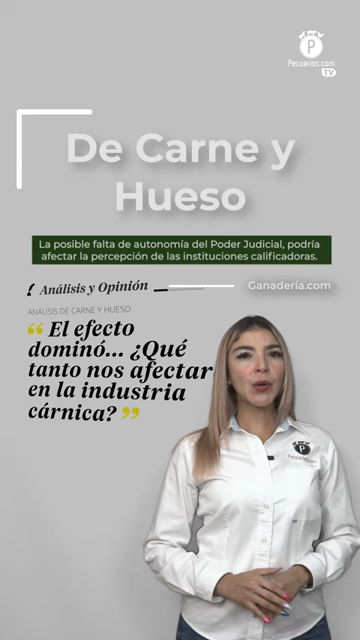 P
Pecuarios.com
TV
De Carne y
Hueso
La posible falta de autonomía del Poder Judicial, podría
afectar la percepción de las instituciones calificadoras.
Análisis y Opinión
Ganadería.com
ANÁLISIS DE CARNE Y HUESO
“El efecto
dominó... ¿Qué
tanto nos afectar
en la industria
cárnica?”
P